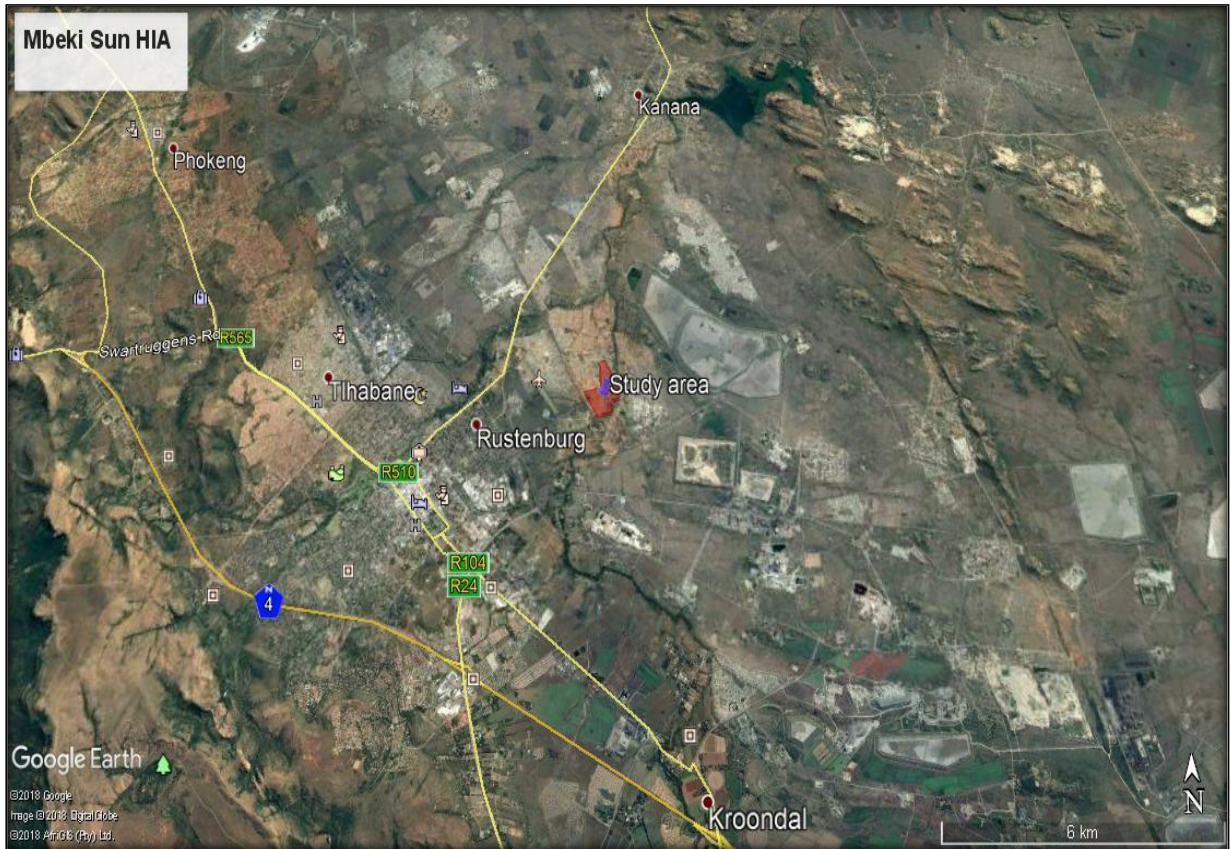 Mbeki Sun HIA
Kanana
Phokeng
Swartruggens Rd
R565
Tlhabane
H
Study area
Rustenburg
R510
H
R104
R24
N
4
Google Earth
©2018 Google
Image ©2018 DigitalGlobe
©2018 AfriGIS (Pty) Ltd.
Kroondal
N
6 km